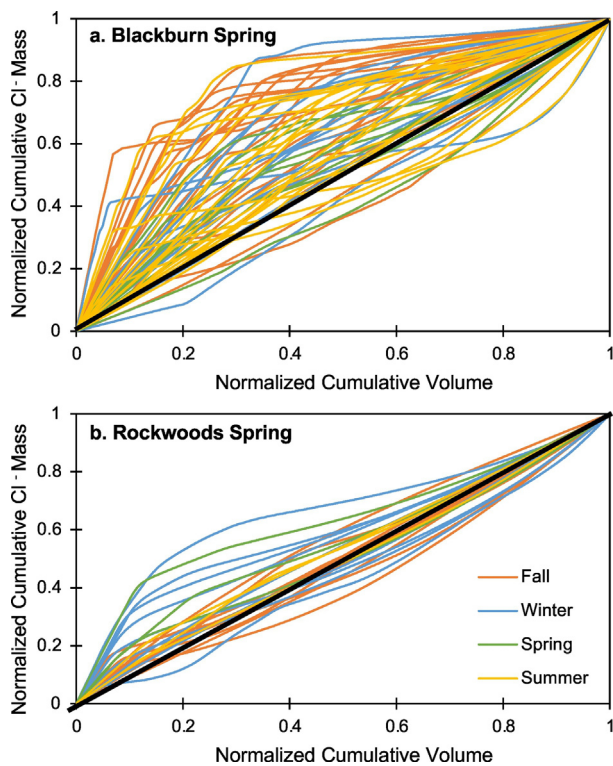 a. Blackburn Spring
Normalized Cumulative Cl⁻ Mass
1
0.8
0.6
0.4
0.2
0
0 0.2 0.4 0.6 0.8 1
Normalized Cumulative Volume
b. Rockwoods Spring
Normalized Cumulative Cl⁻ Mass
1
0.8
0.6
0.4
0.2
0
Fall
Winter
Spring
Summer
0 0.2 0.4 0.6 0.8 1
Normalized Cumulative Volume